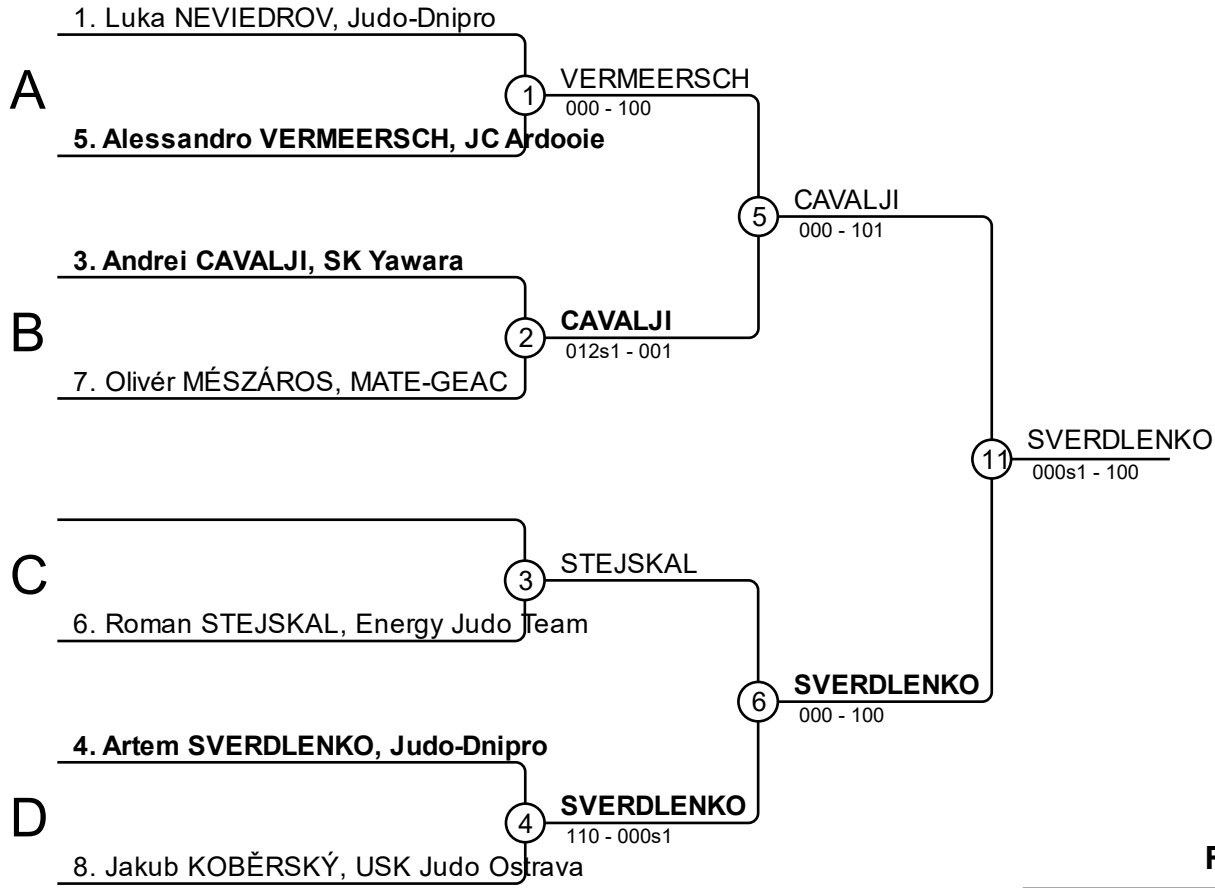 1. Luka NEVIEDROV, Judo-Dnipro
A
1
VERMEERSCH
000 - 100
5. Alessandro VERMEERSCH, JC Ardooie
5
CAVALJI
000 - 101
3. Andrei CAVALJI, SK Yawara
B
2
CAVALJI
012s1 - 001
7. Olivér MÉSZÁROS, MATE-GEAC
11
SVERDLENKO
000s1 - 100
C
3
STEJSKAL
6. Roman STEJSKAL, Energy Judo Team
6
SVERDLENKO
000 - 100
4. Artem SVERDLENKO, Judo-Dnipro
D
4
SVERDLENKO
110 - 000s1
8. Jakub KOBĚRSKÝ, USK Judo Ostrava